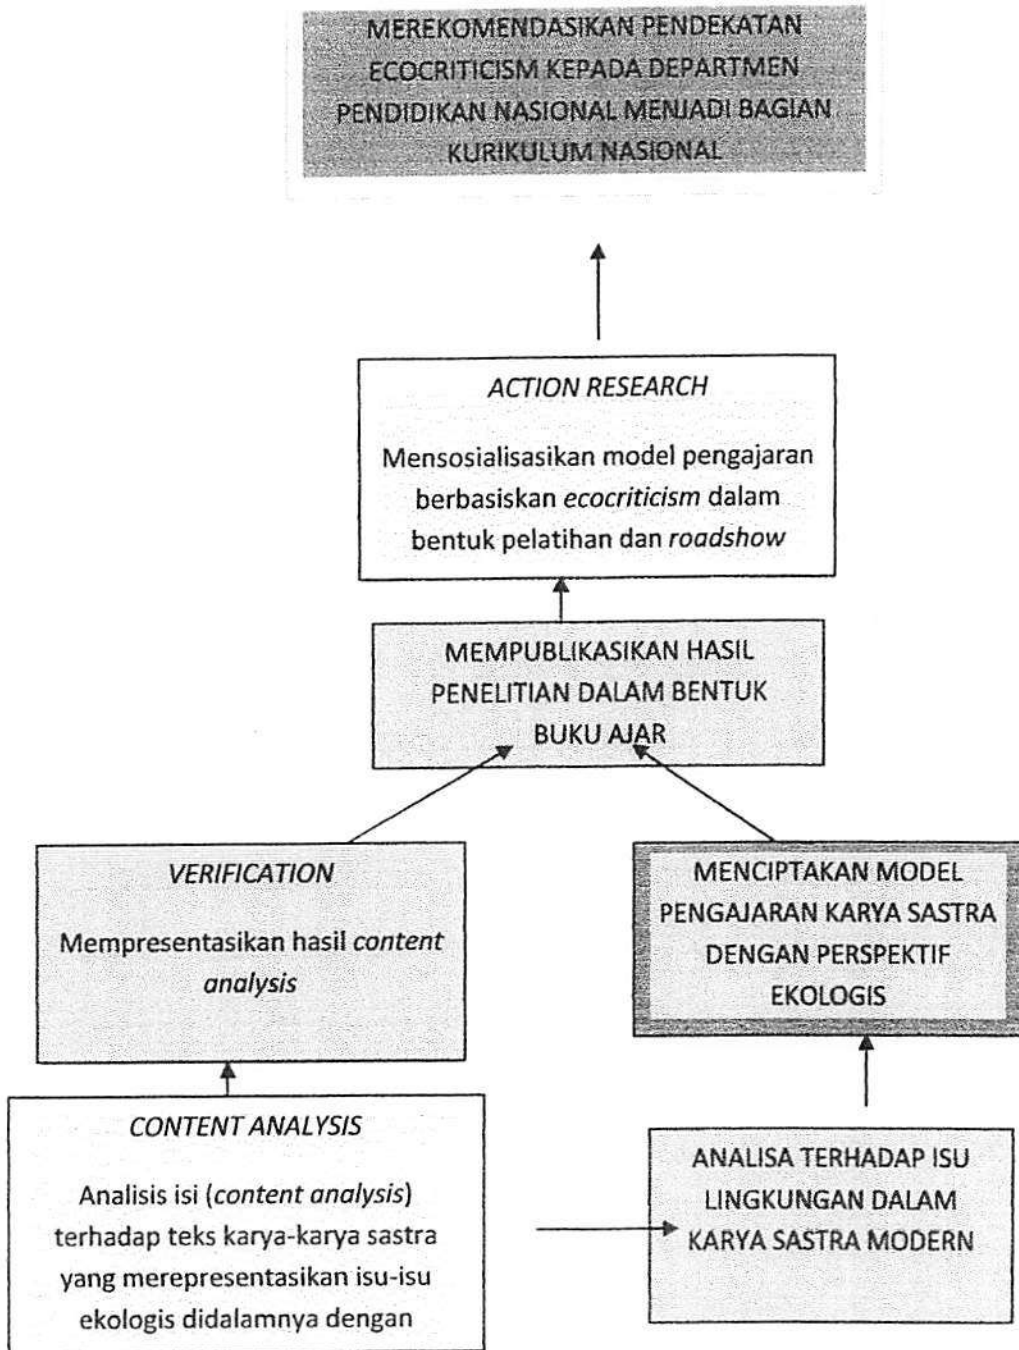 MEREKOMENDASIKAN PENDEKATAN
ECOCRITICISM KEPADA DEPARTMEN
PENDIDIKAN NASIONAL MENJADI BAGIAN
KURIKULUM NASIONAL
ACTION RESEARCH
Mensosialisasikan model pengajaran
berbasiskan ecocriticism dalam
bentuk pelatihan dan roadshow
MEMPUBLIKASIKAN HASIL
PENELITIAN DALAM BENTUK
BUKU AJAR
VERIFICATION
Mempresentasikan hasil content
analysis
MENCIPTAKAN MODEL
PENGAJARAN KARYA SASTRA
DENGAN PERSPEKTIF
EKOLOGIS
CONTENT ANALYSIS
Analisis isi (content analysis)
terhadap teks karya-karya sastra
yang merepresentasikan isu-isu
ekologis didalamnya dengan
ANALISA TERHADAP ISU
LINGKUNGAN DALAM
KARYA SASTRA MODERN